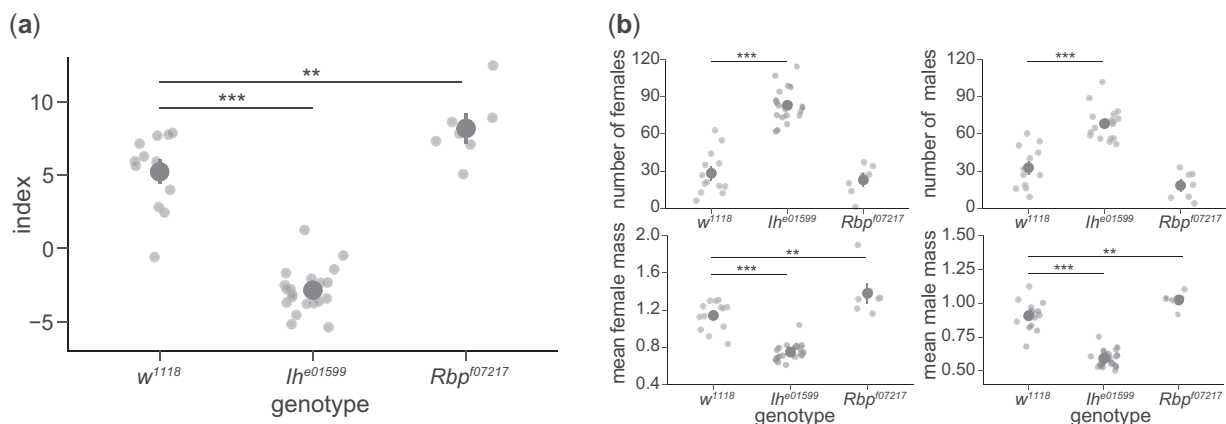 (a)
index
10
5
0
−5
**
***
w1118
Ihe01599
Rbpf07217
genotype
(b)
number of females
120
90
60
30
0
***
w1118
Ihe01599
Rbpf07217
number of males
120
90
60
30
0
***
w1118
Ihe01599
Rbpf07217
mean female mass
2.0
1.6
1.2
0.8
0.4
**
***
w1118
Ihe01599
Rbpf07217
genotype
mean male mass
1.50
1.25
1.00
0.75
0.50
**
***
w1118
Ihe01599
Rbpf07217
genotype